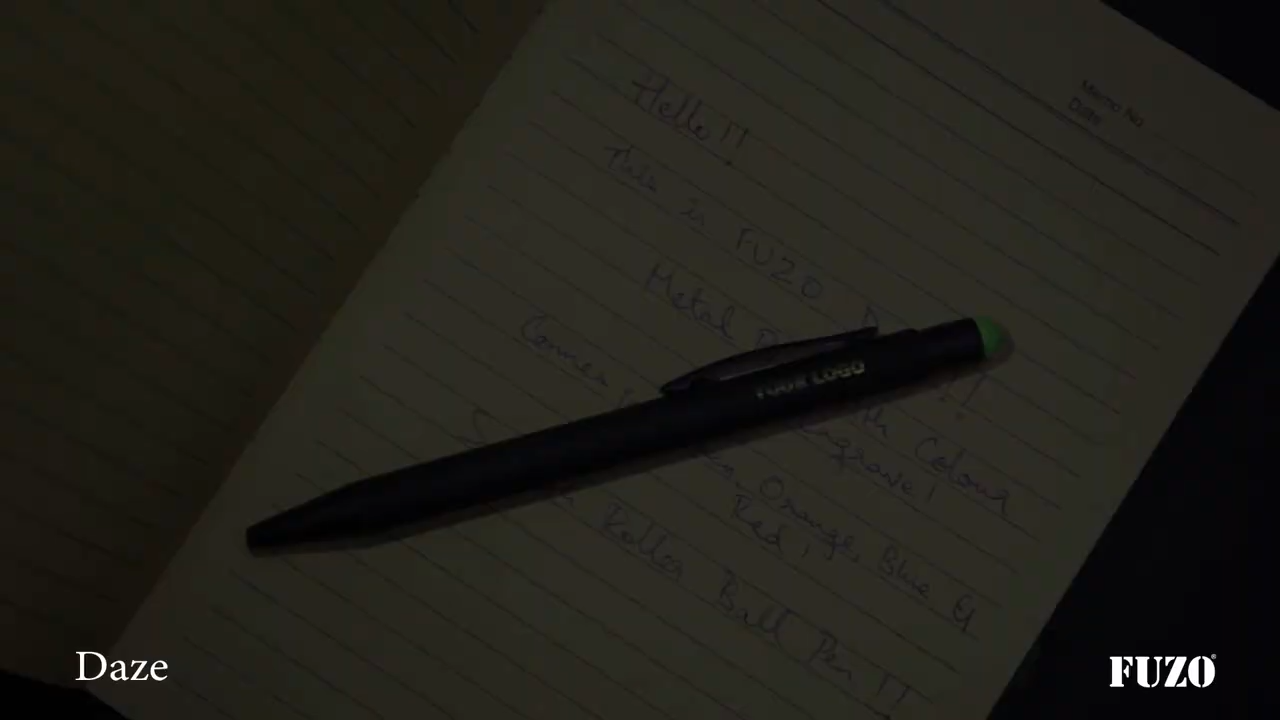 Memo No
Date
Hello !!
This is FUZO
Metal
Comes
YOUR LOGO
Colour
Engrave!
Orange, Blue &
Red !
Roller Ball Pen !!
Daze
FUZO®